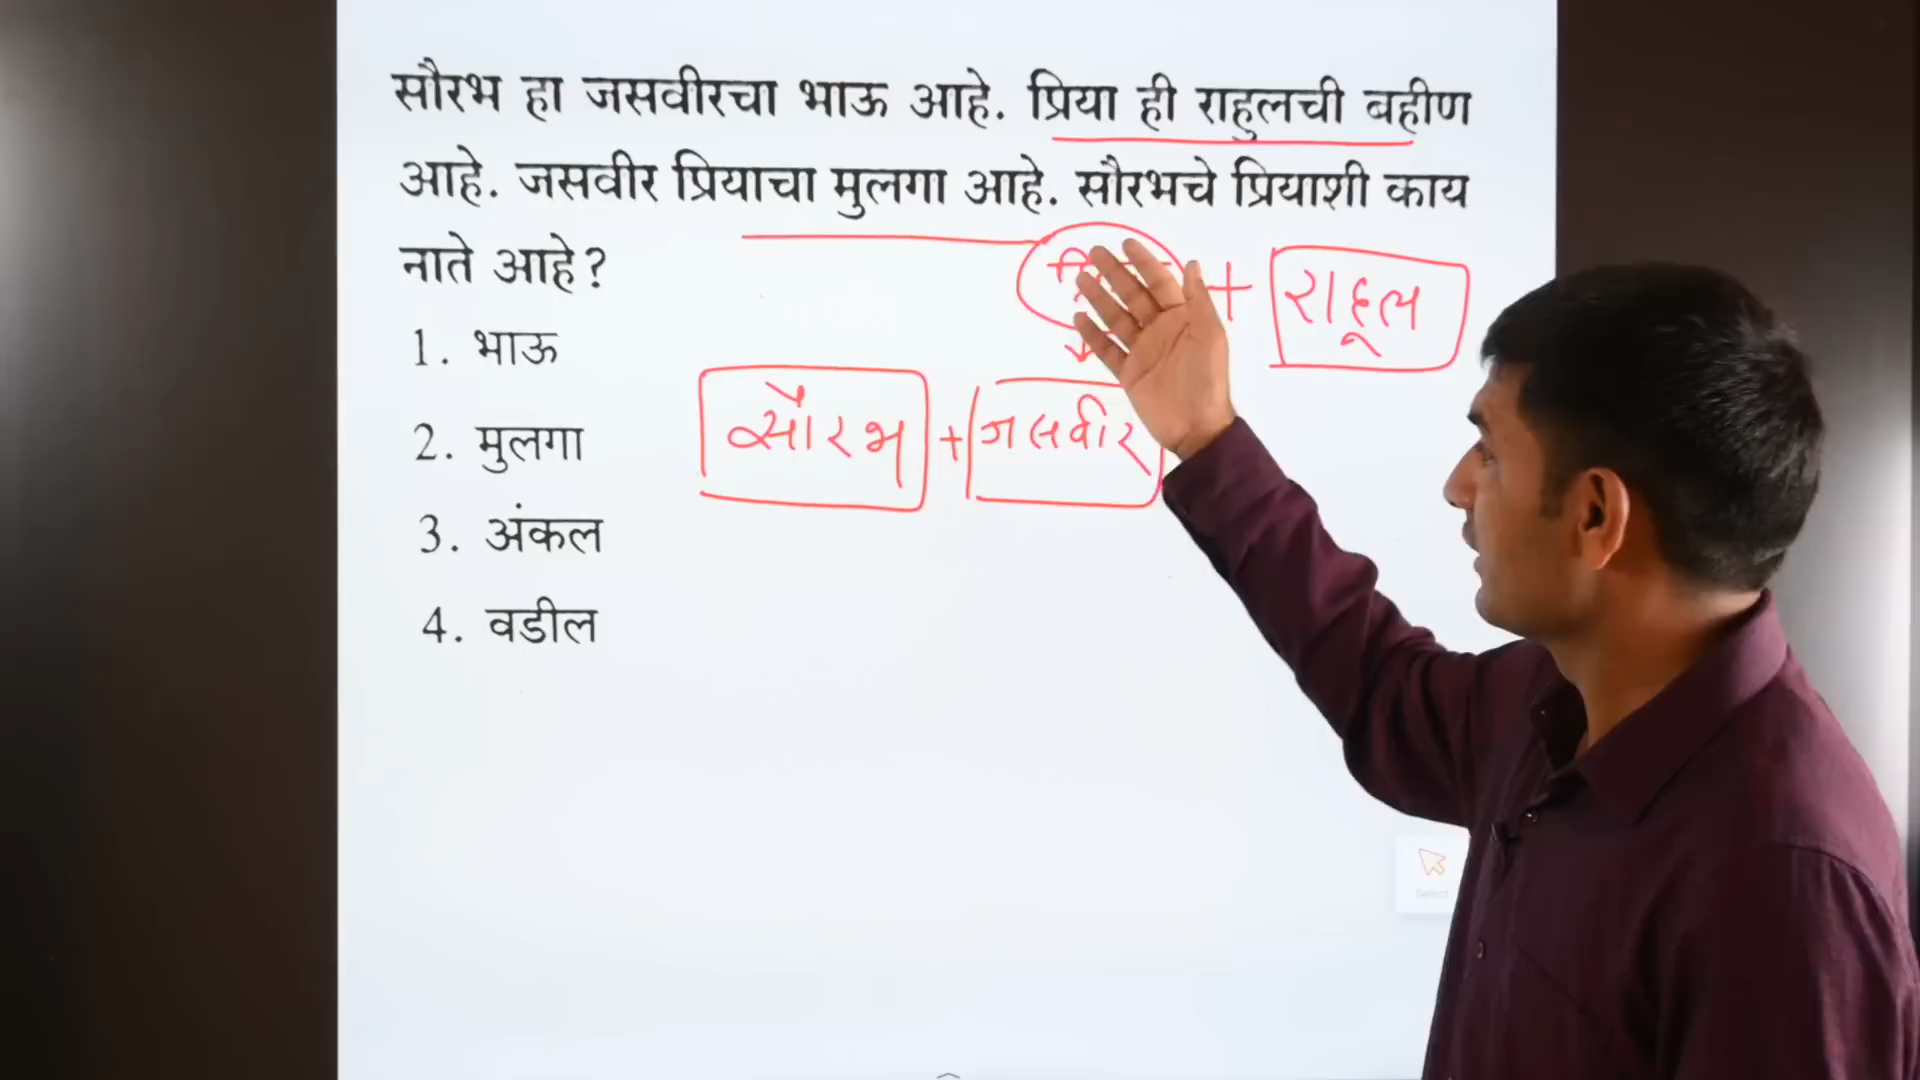 सौरभ हा जसवीरचा भाऊ आहे. प्रिया ही राहुलची बहीण
आहे. जसवीर प्रियाचा मुलगा आहे. सौरभचे प्रियाशी काय
नाते आहे?
+ राहूल
1. भाऊ
सौरभ + जसवीर
2. मुलगा
3. अंकल
4. वडील
Select